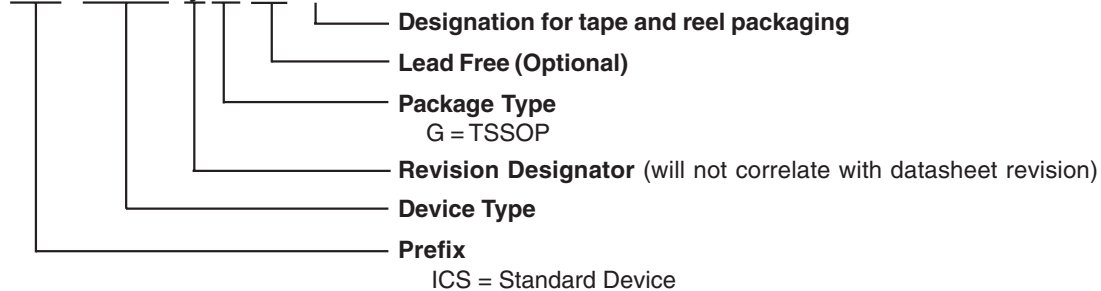 Designation for tape and reel packaging
Lead Free (Optional)
Package Type
G = TSSOP
Revision Designator (will not correlate with datasheet revision)
Device Type
Prefix
ICS = Standard Device